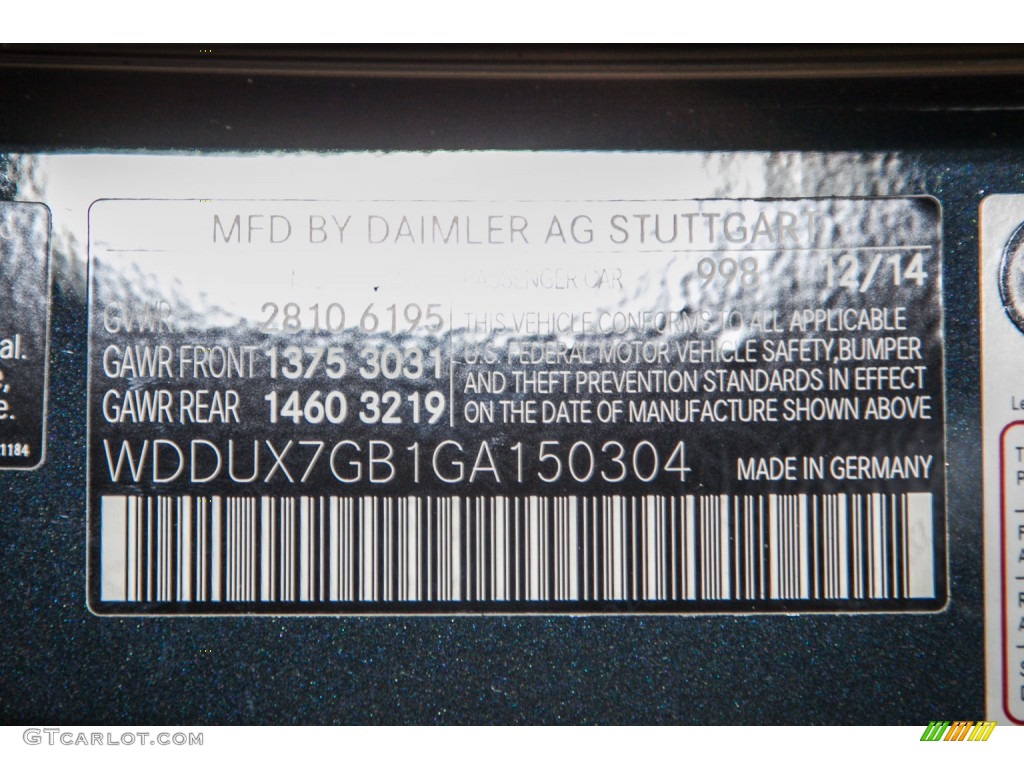 MFD BY DAIMLER AG STUTTGART
PASSENGER CAR 998 12/14
GVWR 2810 6195
GAWR FRONT 1375 3031
GAWR REAR 1460 3219
THIS VEHICLE CONFORMS TO ALL APPLICABLE
U.S. FEDERAL MOTOR VEHICLE SAFETY, BUMPER
AND THEFT PREVENTION STANDARDS IN EFFECT
ON THE DATE OF MANUFACTURE SHOWN ABOVE
WDDUX7GB1GA150304 MADE IN GERMANY
al.
e.
1184
Le
GTCarlot.com